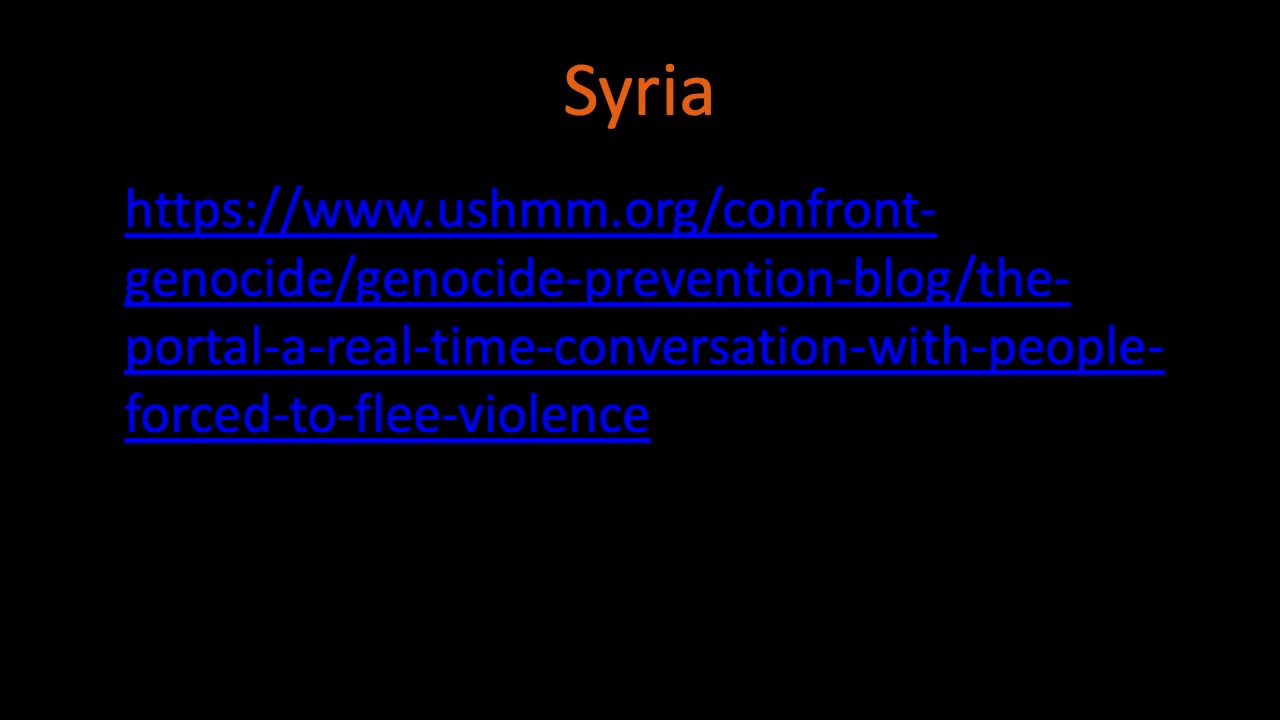 Syria
https://www.ushmm.org/confront-
genocide/genocide-prevention-blog/the-
portal-a-real-time-conversation-with-people-
forced-to-flee-violence